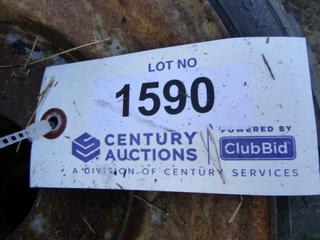 LOT NO
1590
CENTURY
AUCTIONS
POWERED BY
ClubBid
A DIVISION OF CENTURY SERVICES